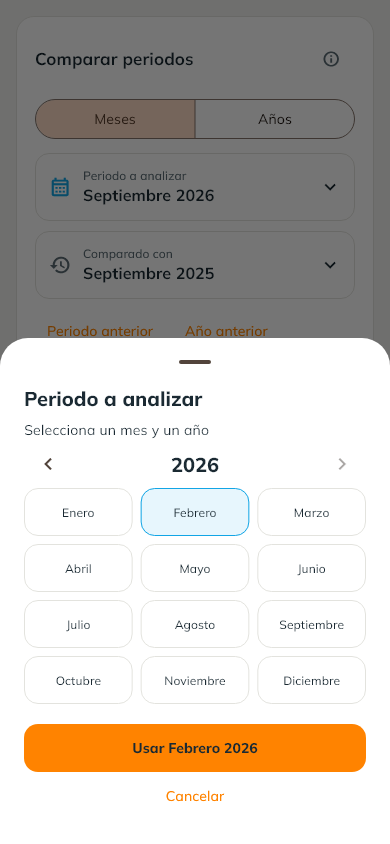 Comparar periodos
Meses
Años
Periodo a analizar
Septiembre 2026
Comparado con
Septiembre 2025
Periodo anterior
Año anterior
Periodo a analizar
Selecciona un mes y un año
2026
Enero
Febrero
Marzo
Abril
Mayo
Junio
Julio
Agosto
Septiembre
Octubre
Noviembre
Diciembre
Usar Febrero 2026
Cancelar